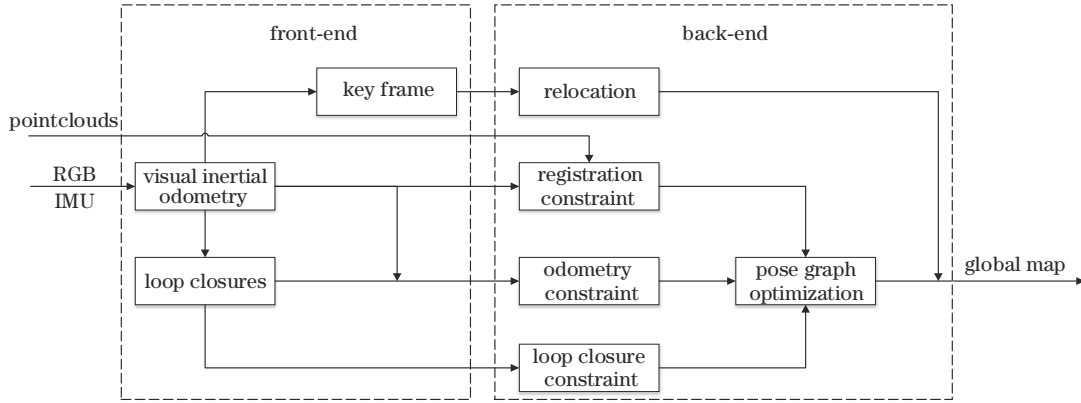 front-end
back-end
key frame
relocation
pointclouds
RGB
IMU
visual inertial
odometry
registration
constraint
loop closures
odometry
constraint
pose graph
optimization
global map
loop closure
constraint